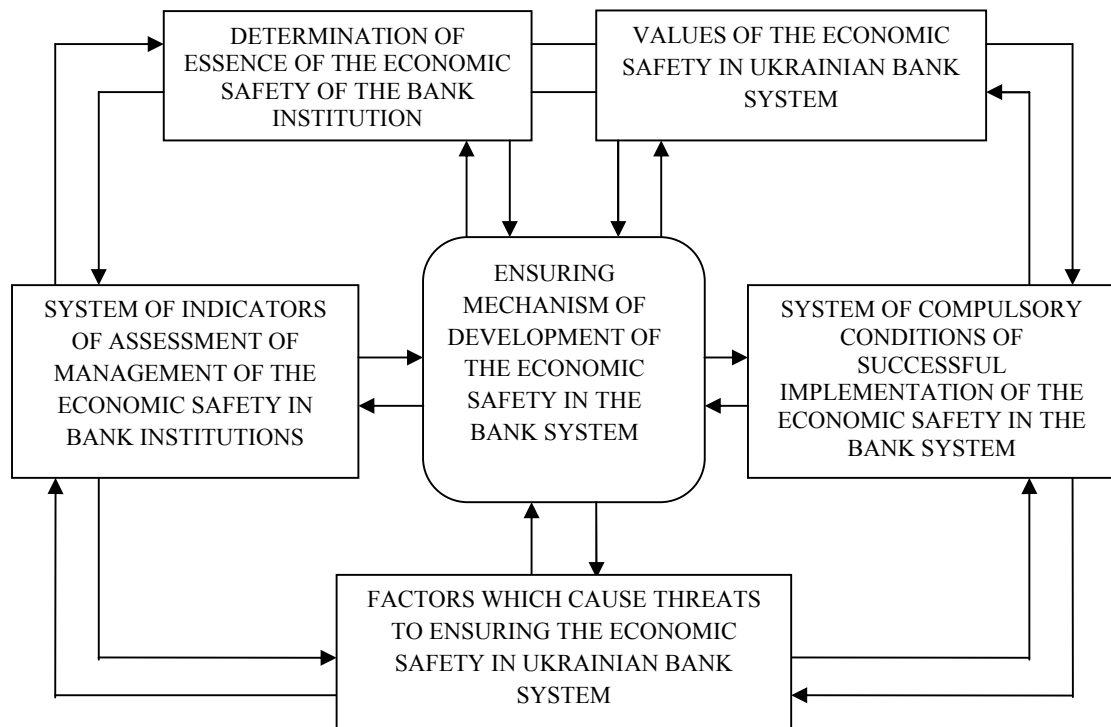 DETERMINATION OF
ESSENCE OF THE ECONOMIC
SAFETY OF THE BANK
INSTITUTION
VALUES OF THE ECONOMIC
SAFETY IN UKRAINIAN BANK
SYSTEM
SYSTEM OF INDICATORS
OF ASSESSMENT OF
MANAGEMENT OF THE
ECONOMIC SAFETY IN
BANK INSTITUTIONS
ENSURING
MECHANISM OF
DEVELOPMENT OF
THE ECONOMIC
SAFETY IN THE
BANK SYSTEM
SYSTEM OF COMPULSORY
CONDITIONS OF
SUCCESSFUL
IMPLEMENTATION OF THE
ECONOMIC SAFETY IN THE
BANK SYSTEM
FACTORS WHICH CAUSE THREATS
TO ENSURING THE ECONOMIC
SAFETY IN UKRAINIAN BANK
SYSTEM